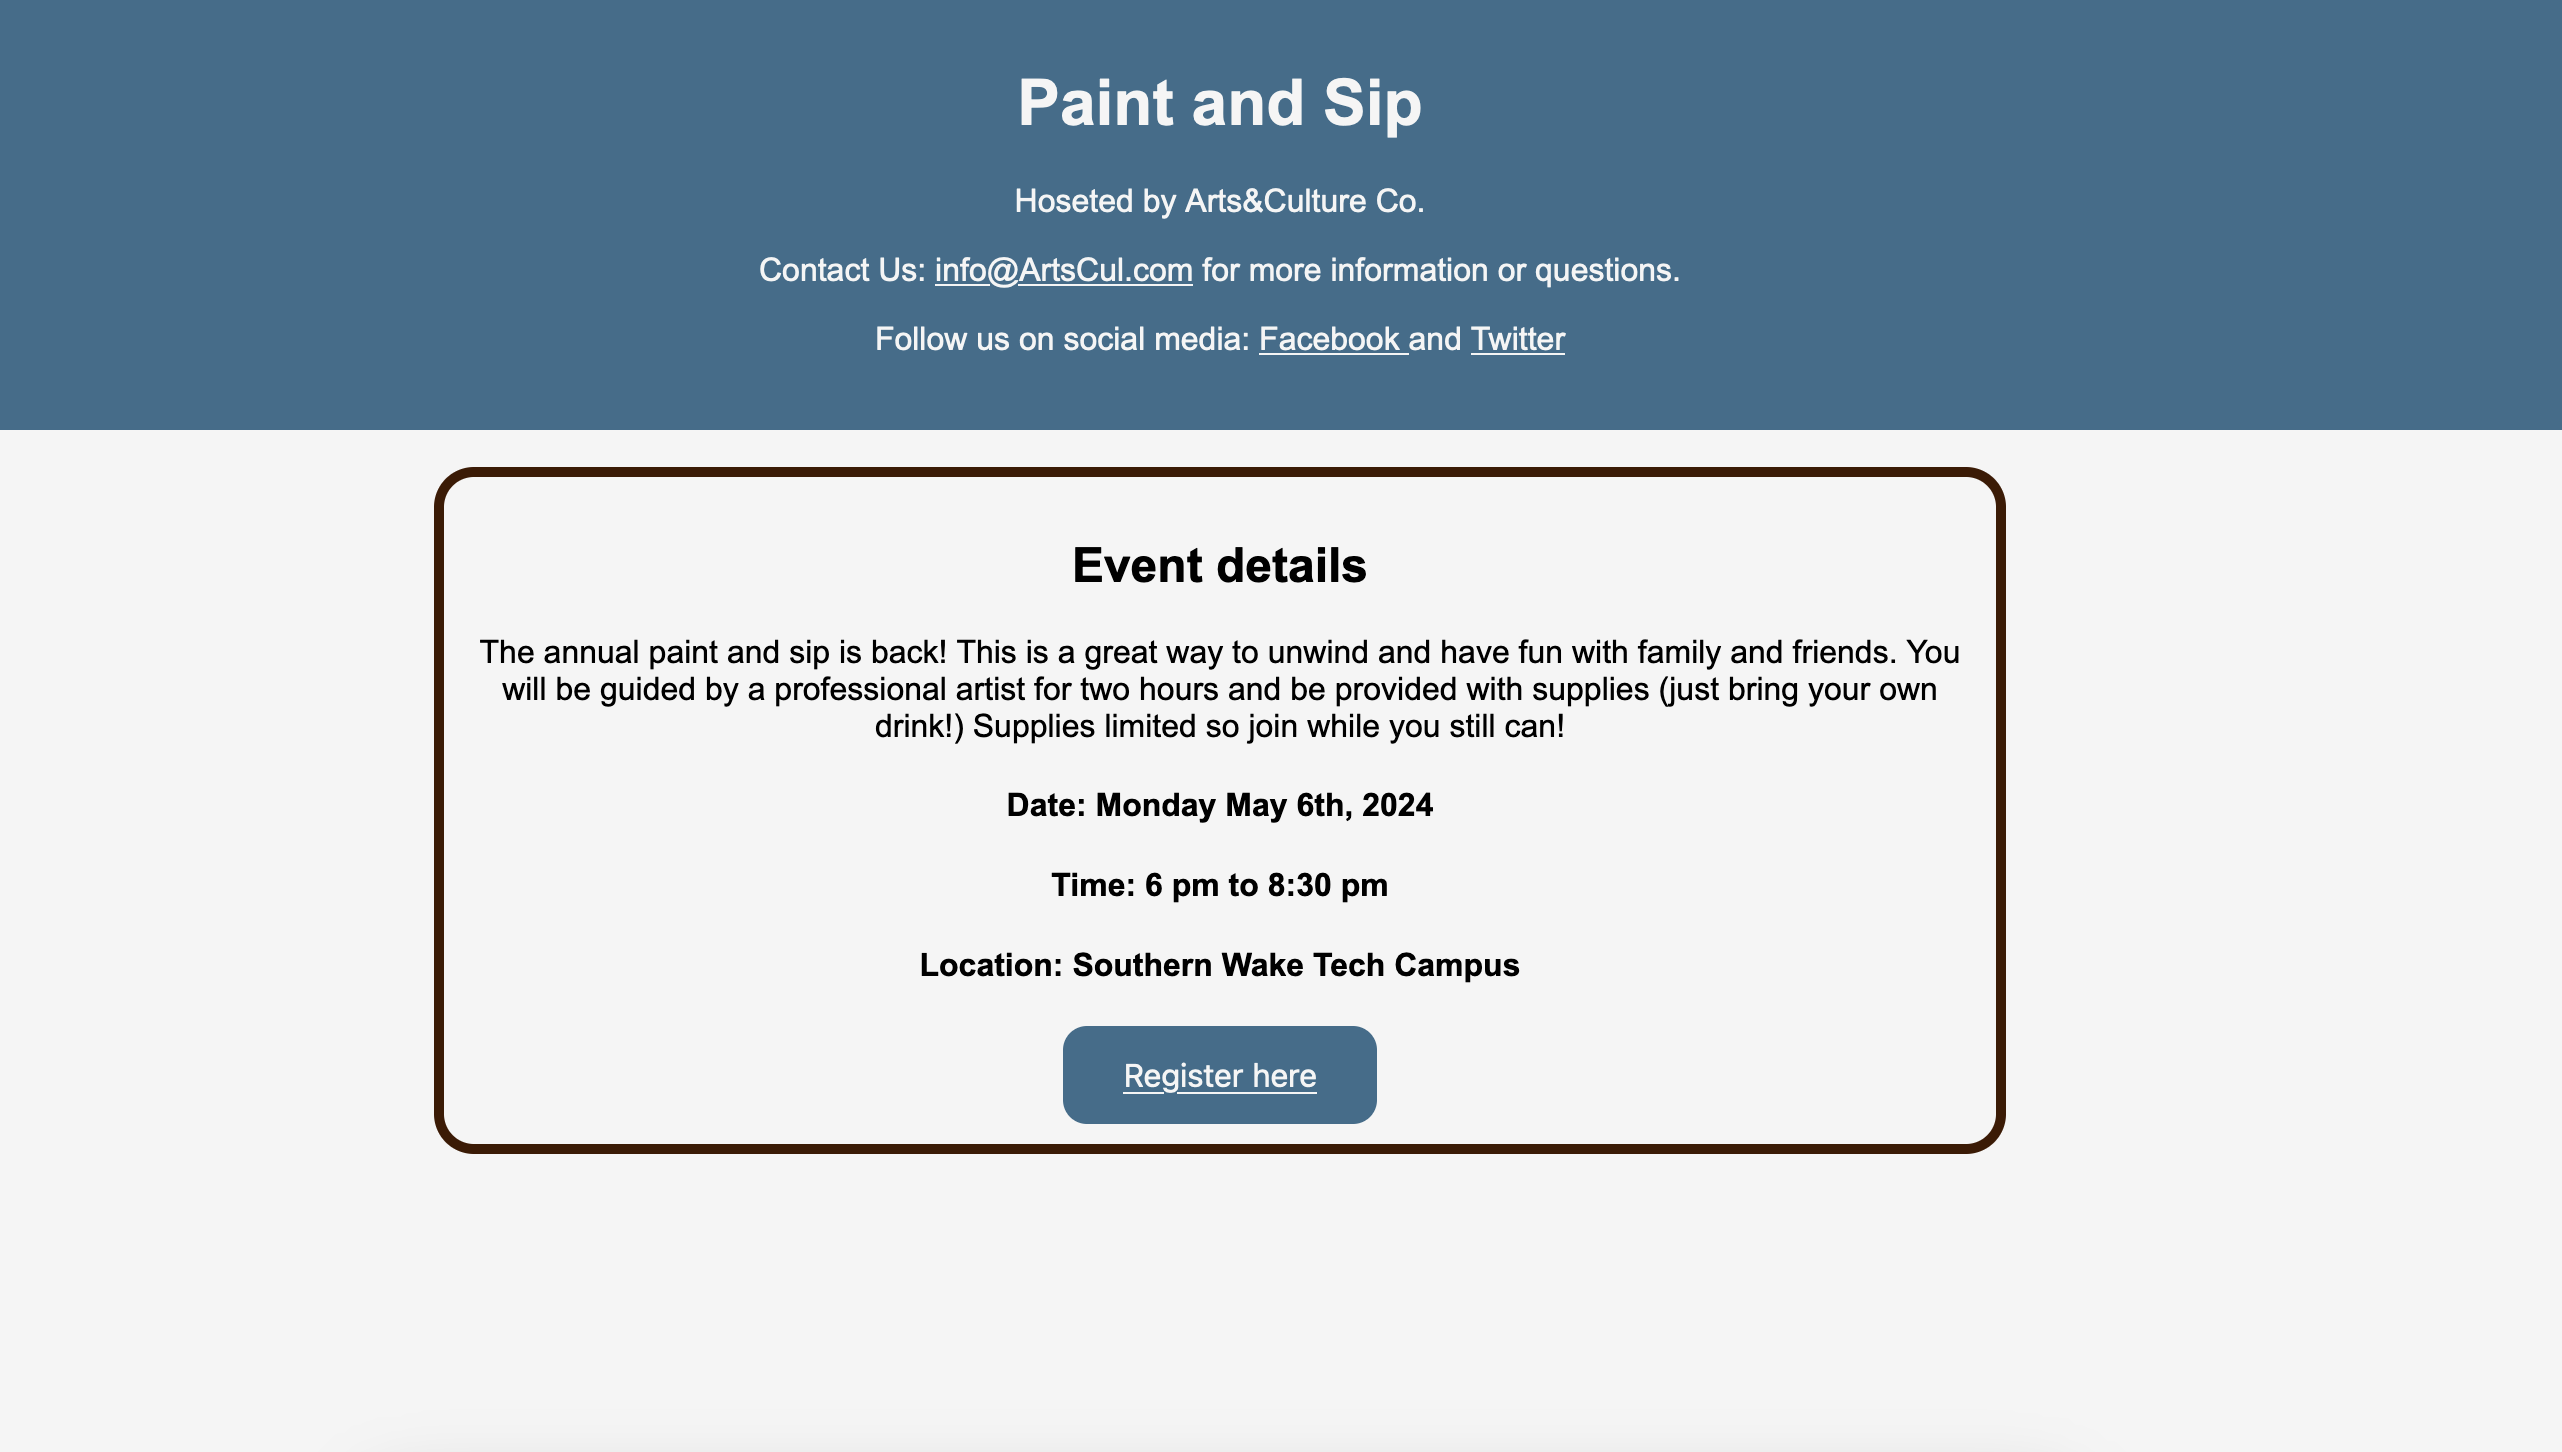 Paint and Sip
Hoseted by Arts&Culture Co.
Contact Us: info@ArtsCul.com for more information or questions.
Follow us on social media: Facebook and Twitter
Event details
The annual paint and sip is back! This is a great way to unwind and have fun with family and friends. You
will be guided by a professional artist for two hours and be provided with supplies (just bring your own
drink!) Supplies limited so join while you still can!
Date: Monday May 6th, 2024
Time: 6 pm to 8:30 pm
Location: Southern Wake Tech Campus
Register here